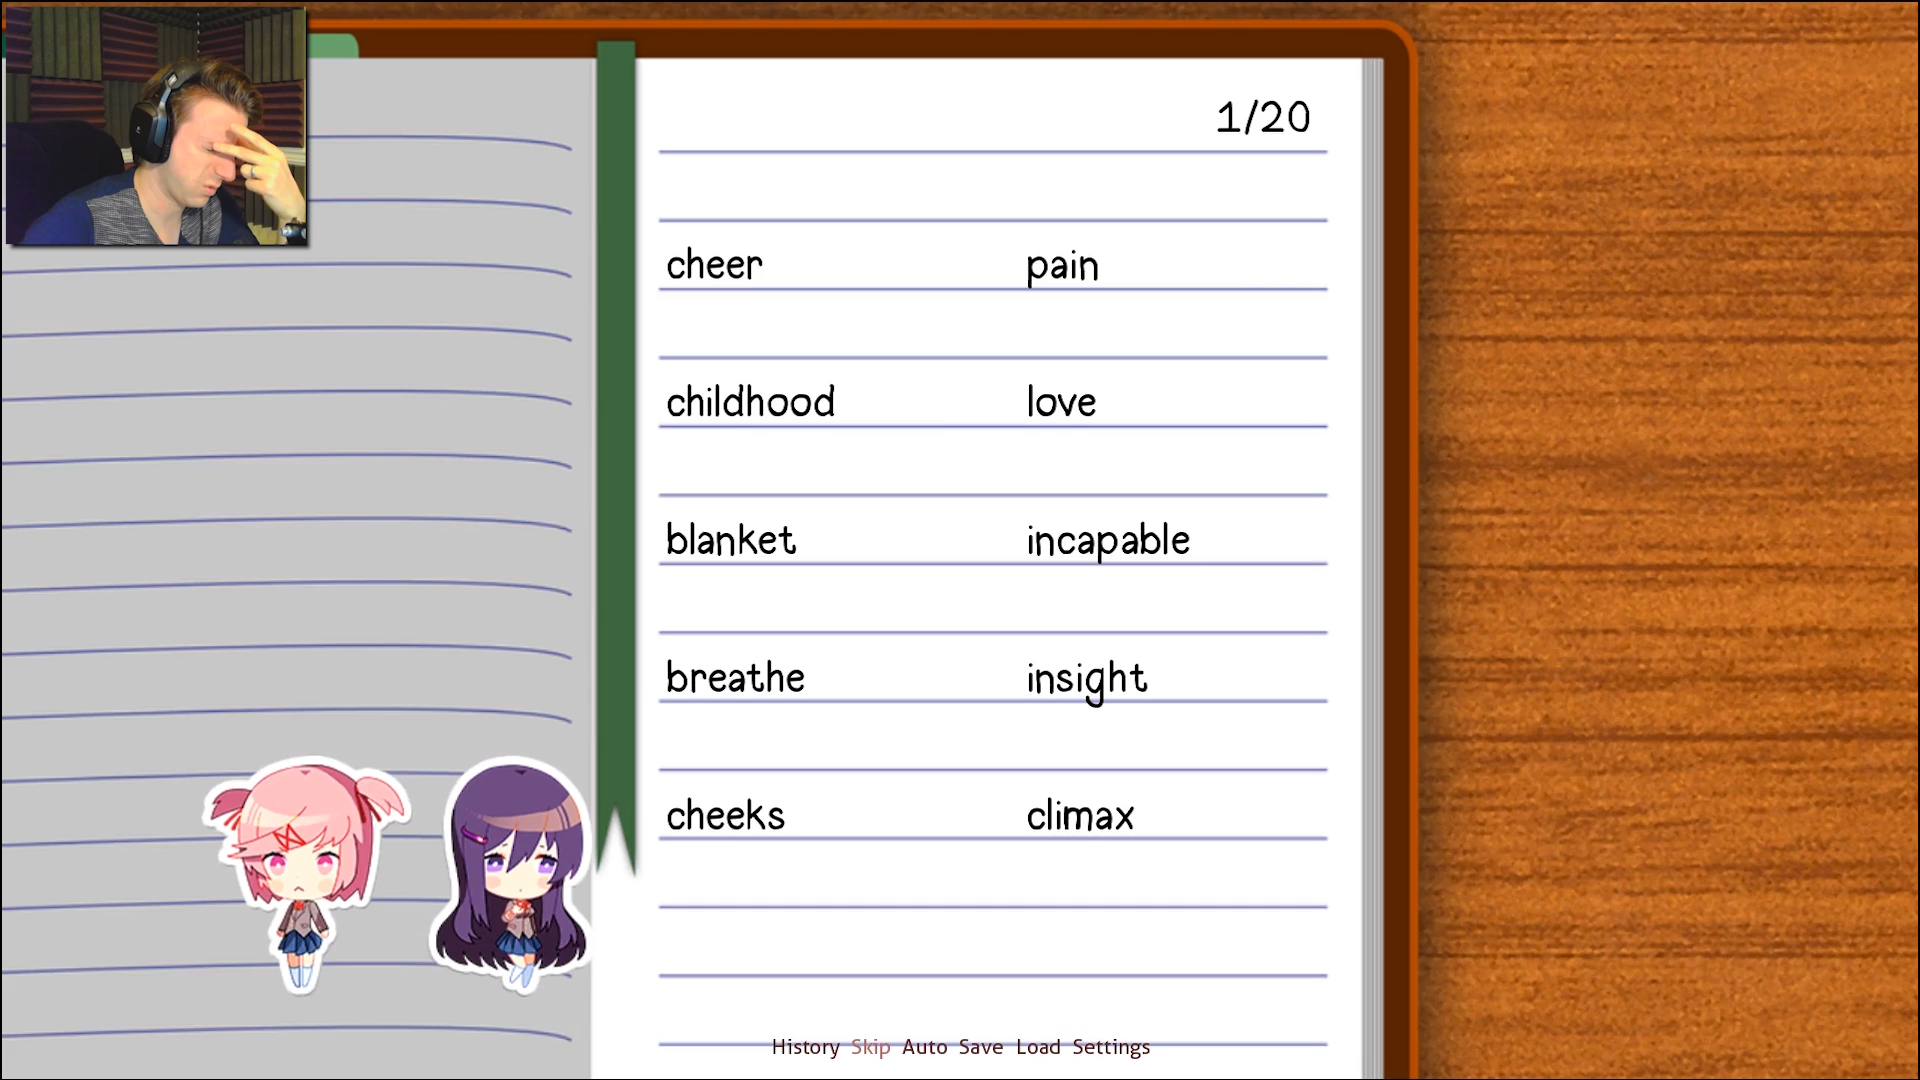 1/20
cheer pain
childhood love
blanket incapable
breathe insight
cheeks climax
History Skip Auto Save Load Settings